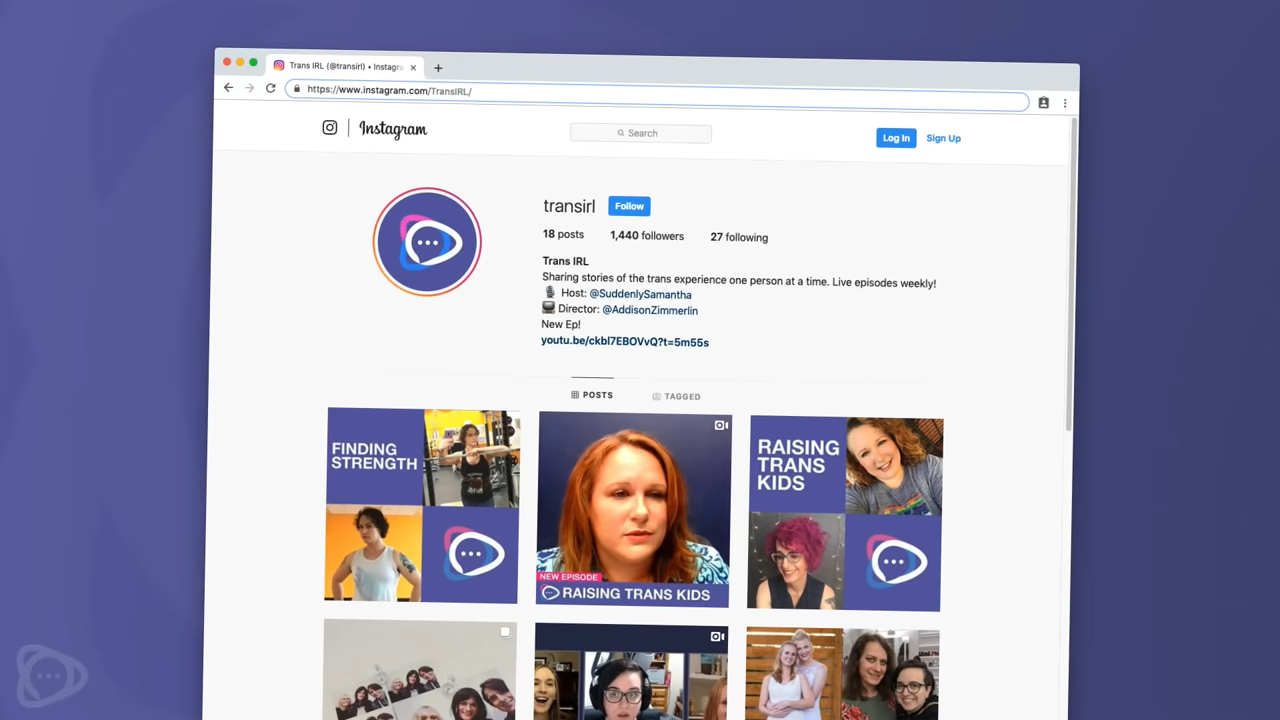 Trans IRL (@transirl) • Instagr
https://www.instagram.com/TransIRL/
Instagram
Search
Log In
Sign Up
transirl
Follow
18 posts
1,440 followers
27 following
Trans IRL
Sharing stories of the trans experience one person at a time. Live episodes weekly!
Host: @SuddenlySamantha
Director: @AddisonZimmerlin
New Ep!
youtu.be/ckbl7EBOVvQ?t=5m55s
POSTS
TAGGED
FINDING
STRENGTH
NEW EPISODE
RAISING TRANS KIDS
RAISING
TRANS
KIDS